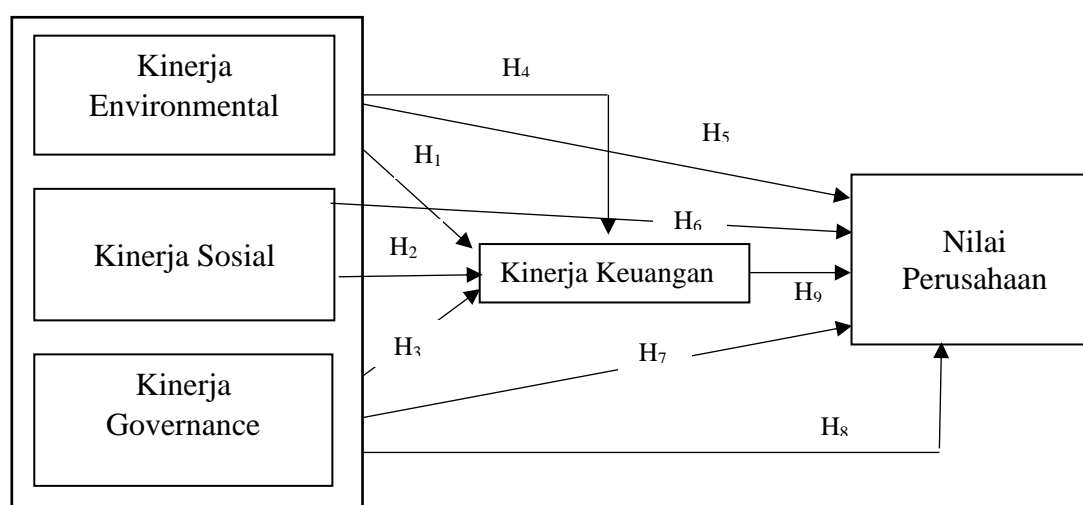 Kinerja
Environmental
Kinerja Sosial
Kinerja
Governance
H4
H5
H1
H6
H2
Kinerja Keuangan
H9
H3
H7
H8
Nilai
Perusahaan